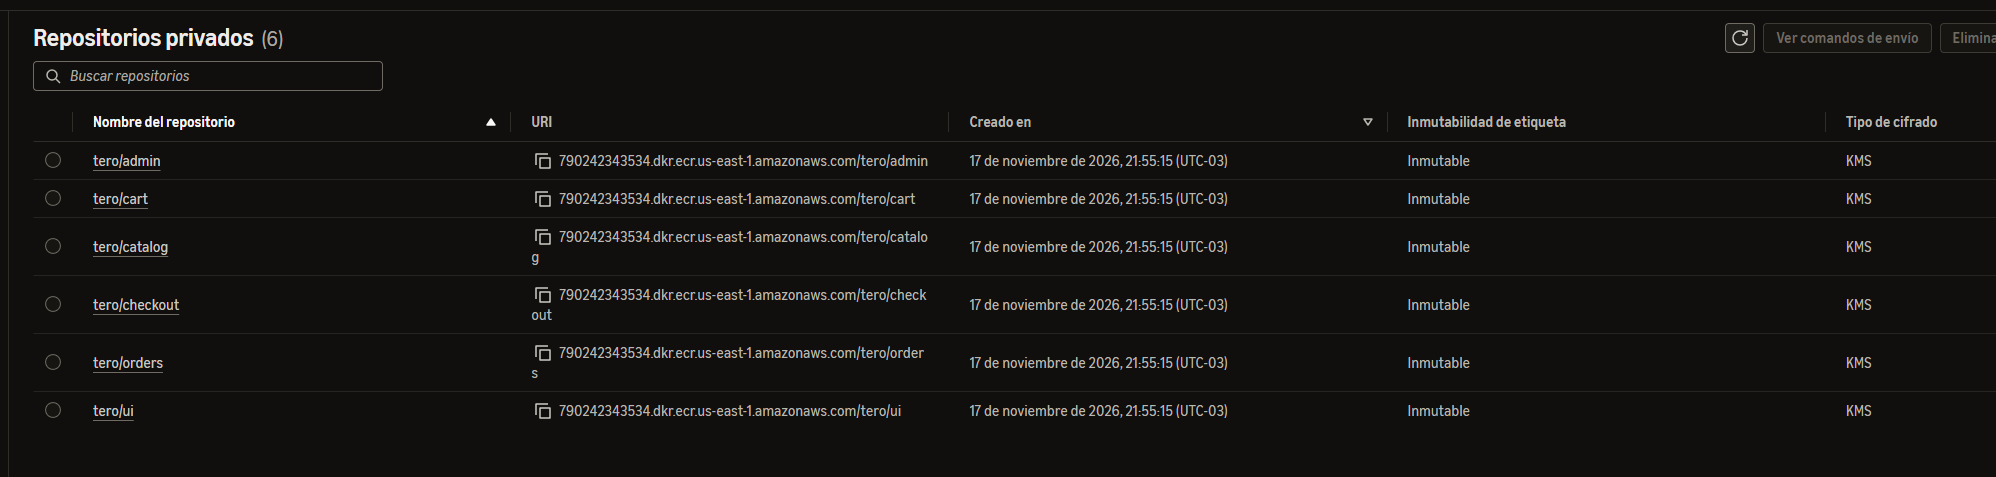 Repositorios privados (6)
Ver comandos de envío
Elimina
Buscar repositorios
Nombre del repositorio URI Creado en Inmutabilidad de etiqueta Tipo de cifrado
tero/admin 790242343534.dkr.ecr.us-east-1.amazonaws.com/tero/admin 17 de noviembre de 2026, 21:55:15 (UTC-03) Inmutable KMS
tero/cart 790242343534.dkr.ecr.us-east-1.amazonaws.com/tero/cart 17 de noviembre de 2026, 21:55:15 (UTC-03) Inmutable KMS
tero/catalog 790242343534.dkr.ecr.us-east-1.amazonaws.com/tero/catalo
g 17 de noviembre de 2026, 21:55:15 (UTC-03) Inmutable KMS
tero/checkout 790242343534.dkr.ecr.us-east-1.amazonaws.com/tero/check
out 17 de noviembre de 2026, 21:55:15 (UTC-03) Inmutable KMS
tero/orders 790242343534.dkr.ecr.us-east-1.amazonaws.com/tero/order
s 17 de noviembre de 2026, 21:55:15 (UTC-03) Inmutable KMS
tero/ui 790242343534.dkr.ecr.us-east-1.amazonaws.com/tero/ui 17 de noviembre de 2026, 21:55:15 (UTC-03) Inmutable KMS